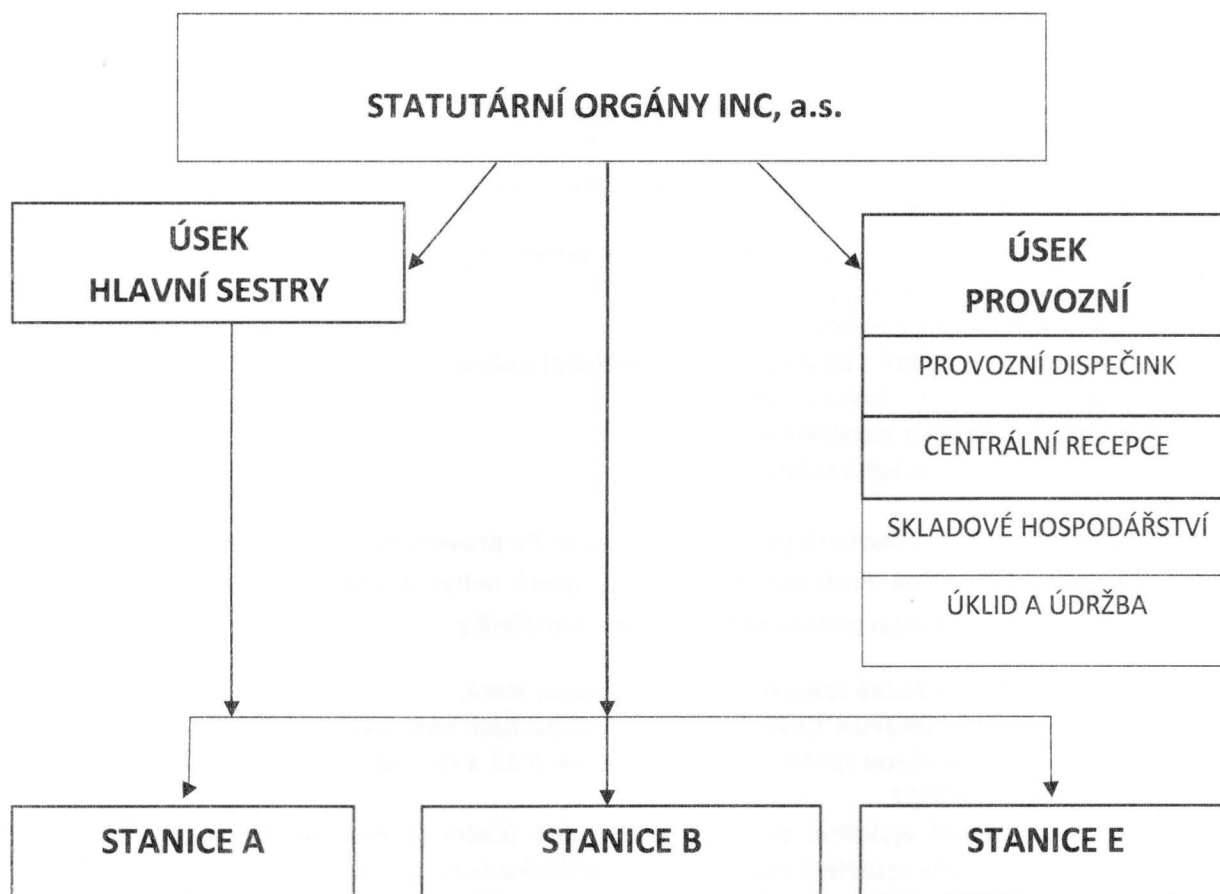 STATUTÁRNÍ ORGÁNY INC, a.s.
ÚSEK
HLAVNÍ SESTRY
ÚSEK
PROVOZNÍ
PROVOZNÍ DISPEČINK
CENTRÁLNÍ RECEPCE
SKLADOVÉ HOSPODÁŘSTVÍ
ÚKLID A ÚDRŽBA
STANICE A
STANICE B
STANICE E